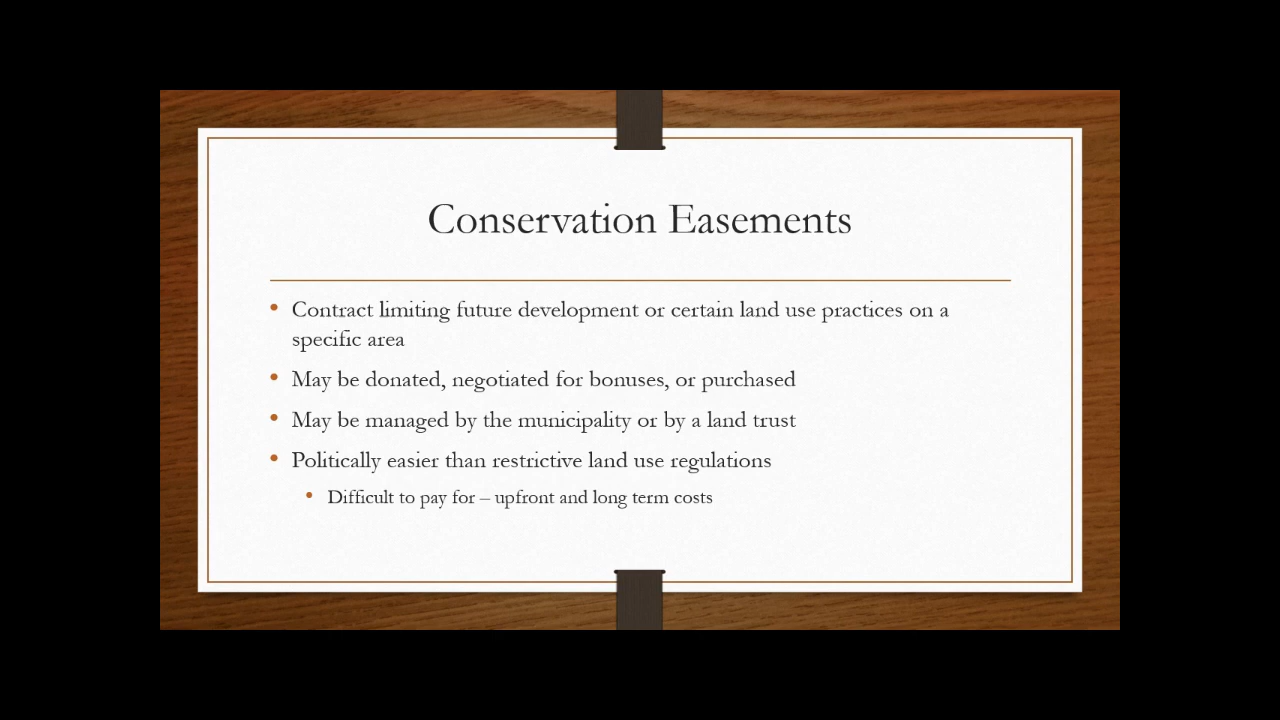 Conservation Easements
• Contract limiting future development or certain land use practices on a
specific area
• May be donated, negotiated for bonuses, or purchased
• May be managed by the municipality or by a land trust
• Politically easier than restrictive land use regulations
• Difficult to pay for – upfront and long term costs